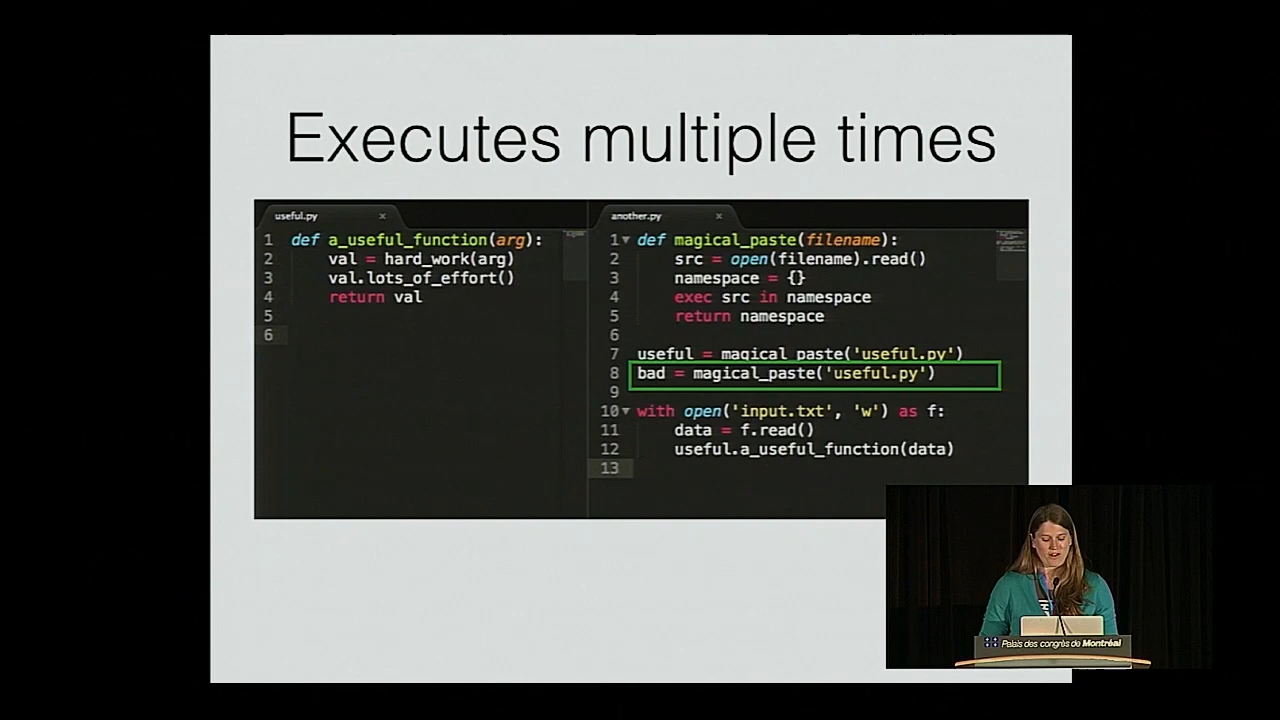 Executes multiple times
useful.py ×
1 def a_useful_function(arg):
2 val = hard_work(arg)
3 val.lots_of_effort()
4 return val
5
6
another.py ×
1 def magical_paste(filename):
2 src = open(filename).read()
3 namespace = {}
4 exec src in namespace
5 return namespace
6
7 useful = magical_paste('useful.py')
8 bad = magical_paste('useful.py')
9
10 with open('input.txt', 'w') as f:
11 data = f.read()
12 useful.a_useful_function(data)
13
Palais des congrès de Montréal